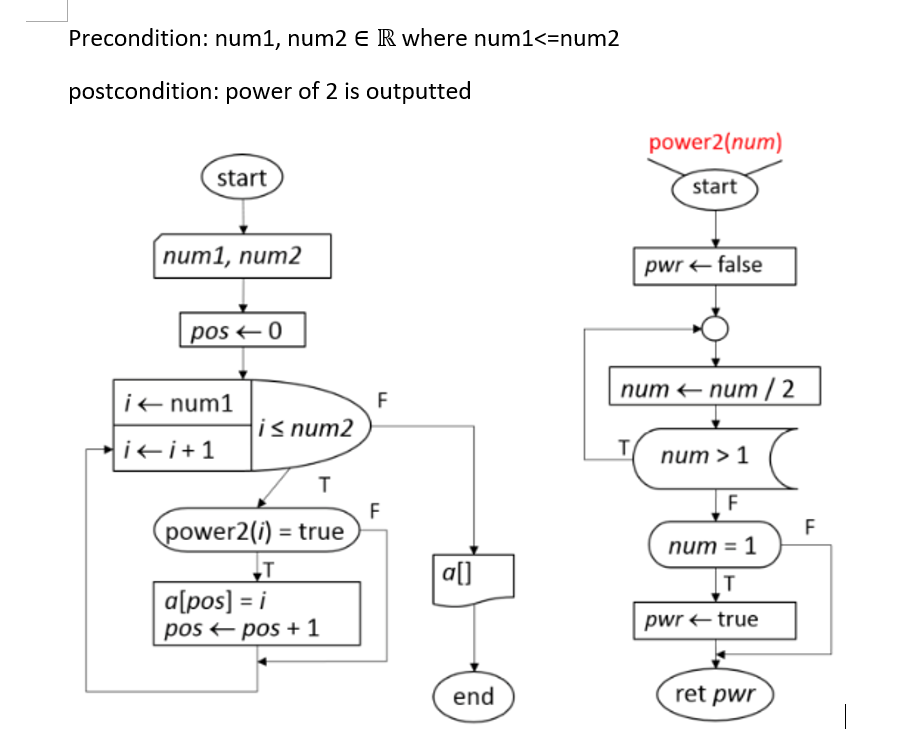 Precondition: num1, num2 ∈ ℝ where num1<=num2
postcondition: power of 2 is outputted
start
num1, num2
pos ← 0
i ← num1
i ← i + 1
i ≤ num2
F
T
power2(i) = true
F
T
a[pos] = i
pos ← pos + 1
a[]
end
power2(num)
start
pwr ← false
num ← num / 2
T
num > 1
F
num = 1
F
T
pwr ← true
ret pwr